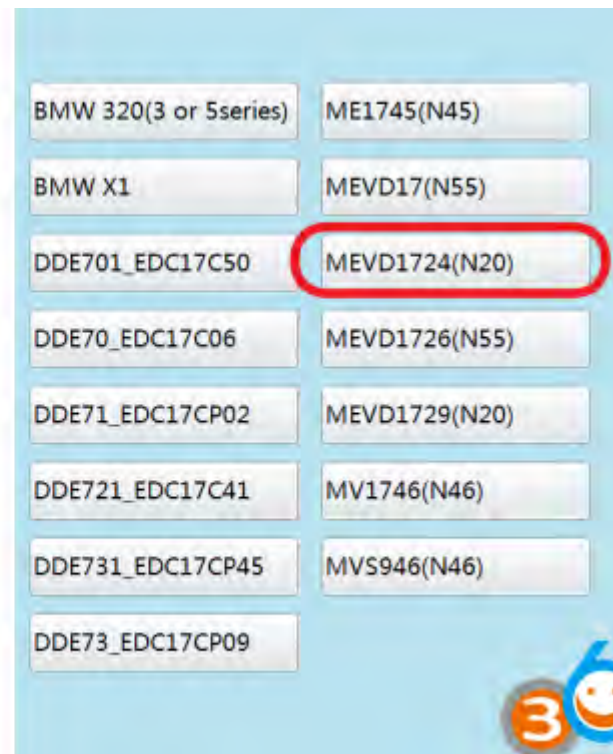 BMW 320(3 or 5series)
BMW X1
DDE701_EDC17C50
DDE70_EDC17C06
DDE71_EDC17CP02
DDE721_EDC17C41
DDE731_EDC17CP45
DDE73_EDC17CP09
ME1745(N45)
MEVD17(N55)
MEVD1724(N20)
MEVD1726(N55)
MEVD1729(N20)
MV1746(N46)
MVS946(N46)
36